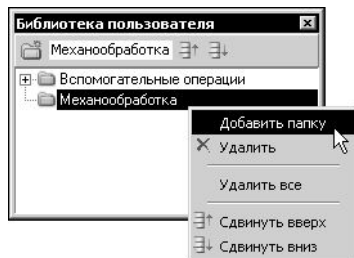 Библиотека пользователя
Механообработка
Вспомогательные операции
Механообработка
Добавить папку
Удалить
Удалить все
Сдвинуть вверх
Сдвинуть вниз